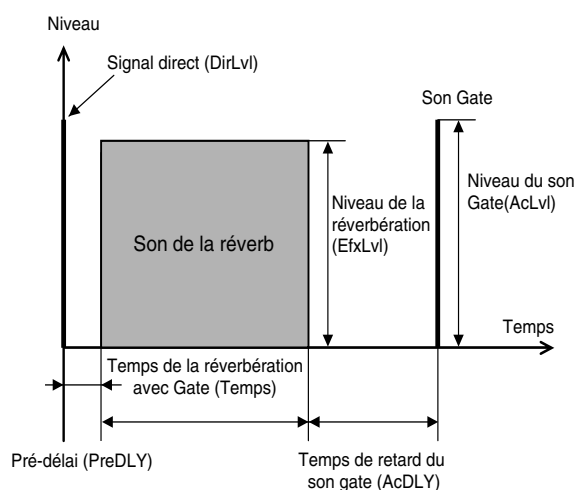 Niveau
Signal direct (DirLvl)
Son Gate
Niveau de la
réverbération
(EfxLvl)
Niveau du son
Gate(AcLvl)
Son de la réverb
Temps
Temps de la réverbération
avec Gate (Temps)
Pré-délai (PreDLY)
Temps de retard du
son gate (AcDLY)